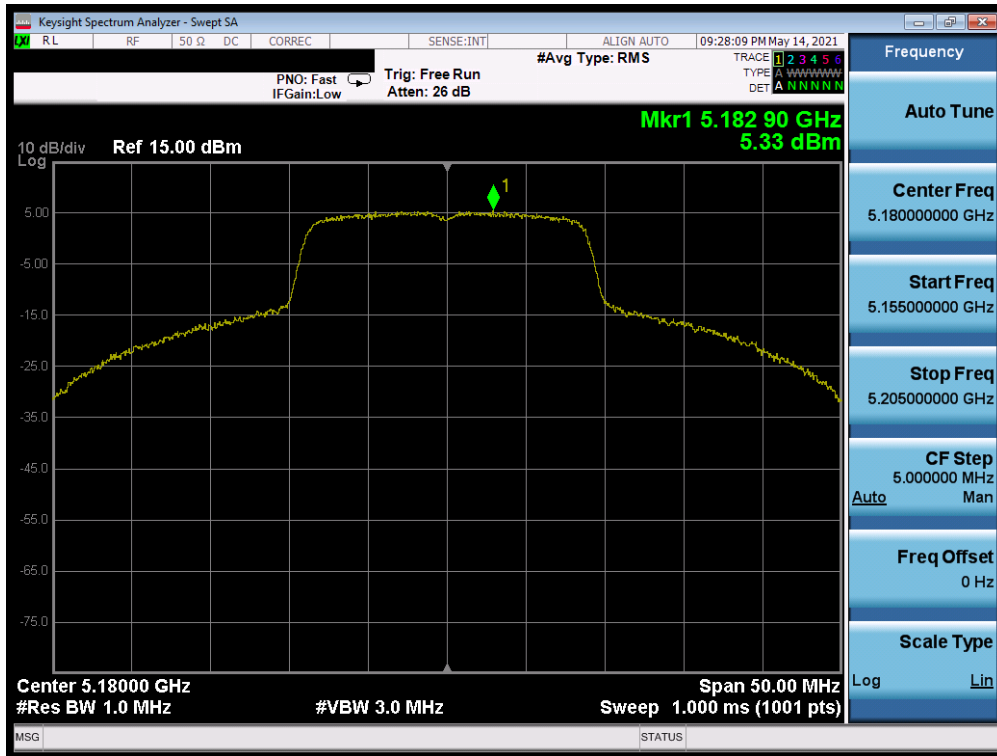 Keysight Spectrum Analyzer - Swept SA
LXI RL RF 50 Ω DC CORREC SENSE:INT ALIGN AUTO 09:28:09 PM May 14, 2021
#Avg Type: RMS
TRACE 1 2 3 4 5 6
TYPE A WWWWW
DET A N N N N N
PNO: Fast
IFGain:Low
Trig: Free Run
Atten: 26 dB
Mkr1 5.182 90 GHz
5.33 dBm
10 dB/div Ref 15.00 dBm
Log
1
5.00
-5.00
-15.0
-25.0
-35.0
-45.0
-55.0
-65.0
-75.0
Center 5.18000 GHz
Span 50.00 MHz
#Res BW 1.0 MHz
#VBW 3.0 MHz
Sweep 1.000 ms (1001 pts)
MSG
STATUS
Frequency
Auto Tune
Center Freq
5.180000000 GHz
Start Freq
5.155000000 GHz
Stop Freq
5.205000000 GHz
CF Step
5.000000 MHz
Auto Man
Freq Offset
0 Hz
Scale Type
Log Lin